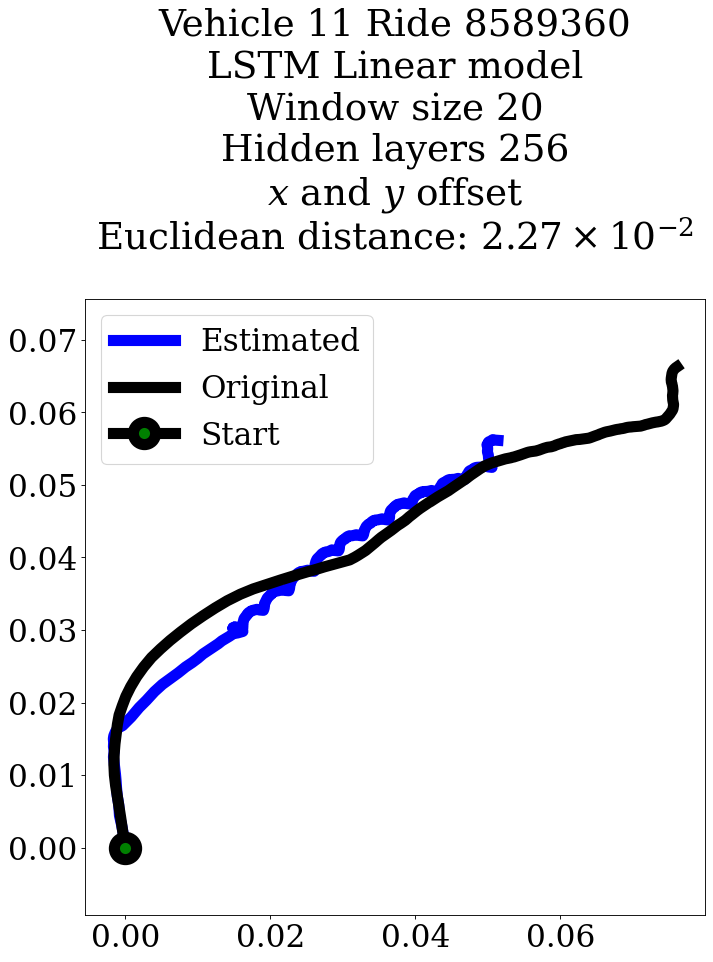 Vehicle 11 Ride 8589360
LSTM Linear model
Window size 20
Hidden layers 256
x and y offset
Euclidean distance: 2.27 × 10⁻²
Estimated
Original
Start
0.07
0.06
0.05
0.04
0.03
0.02
0.01
0.00
0.00 0.02 0.04 0.06